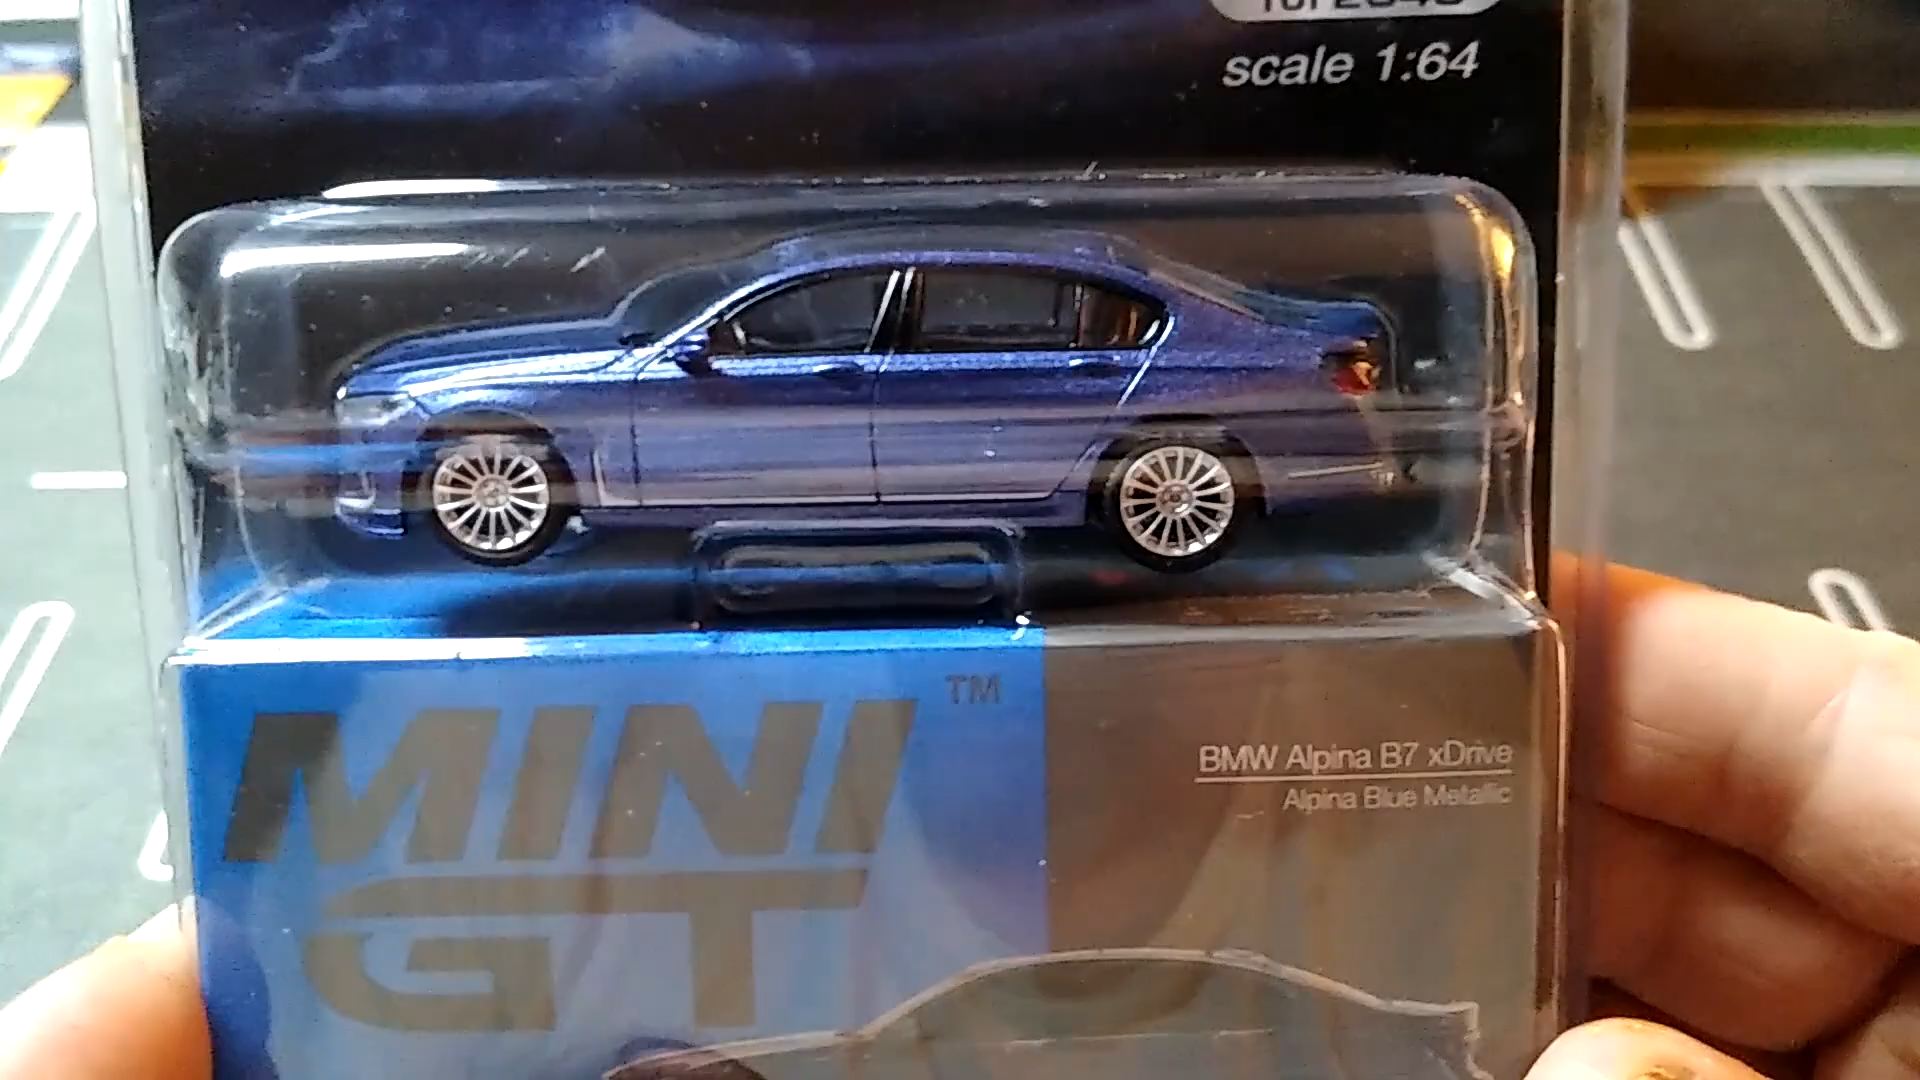 scale 1:64
MINI
GT
TM
BMW Alpina B7 xDrive
Alpina Blue Metallic